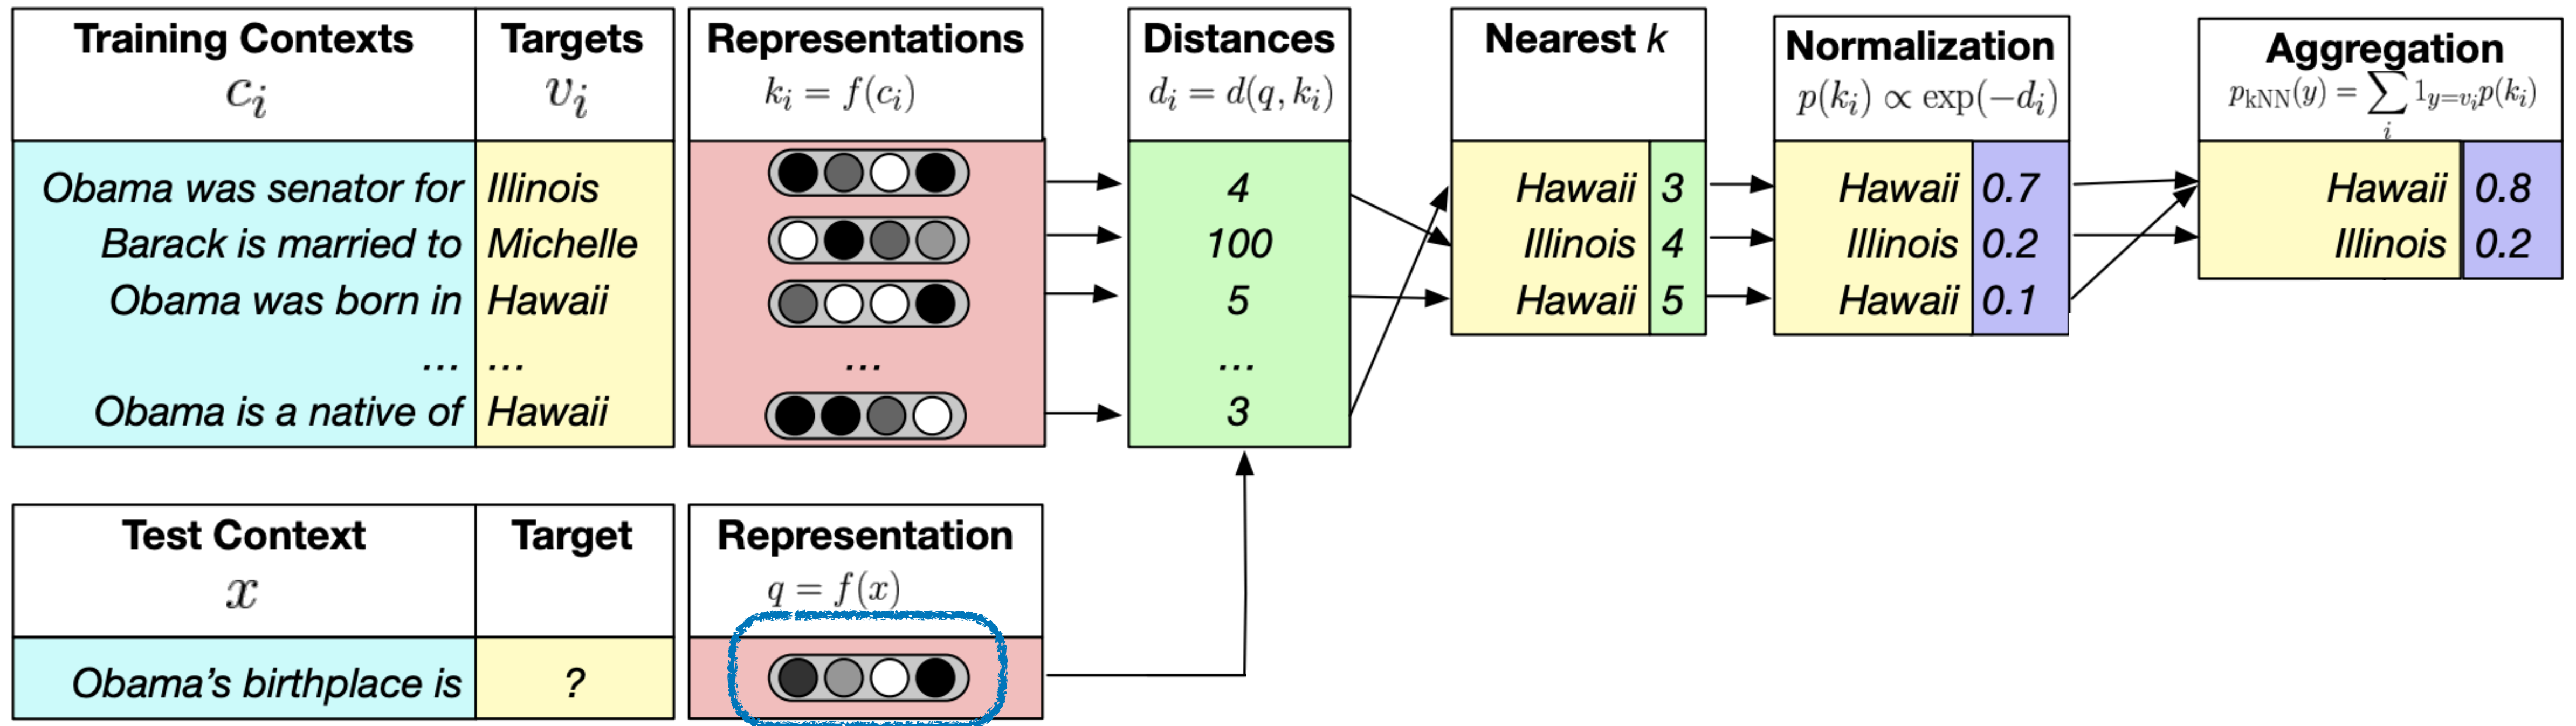 Training Contexts Targets Representations Distances Nearest k Normalization Aggregation
c_i v_i k_i = f(c_i) d_i = d(q, k_i) p(k_i) ∝ exp(−d_i) p_kNN(y) = ∑_i 1_{y=v_i} p(k_i)
Obama was senator for Illinois 4 Hawaii 3 Hawaii 0.7 Hawaii 0.8
Barack is married to Michelle 100 Illinois 4 Illinois 0.2 Illinois 0.2
Obama was born in Hawaii 5 Hawaii 5 Hawaii 0.1
... ... ... ...
Obama is a native of Hawaii 3
Test Context Target Representation
x q = f(x)
Obama’s birthplace is ?